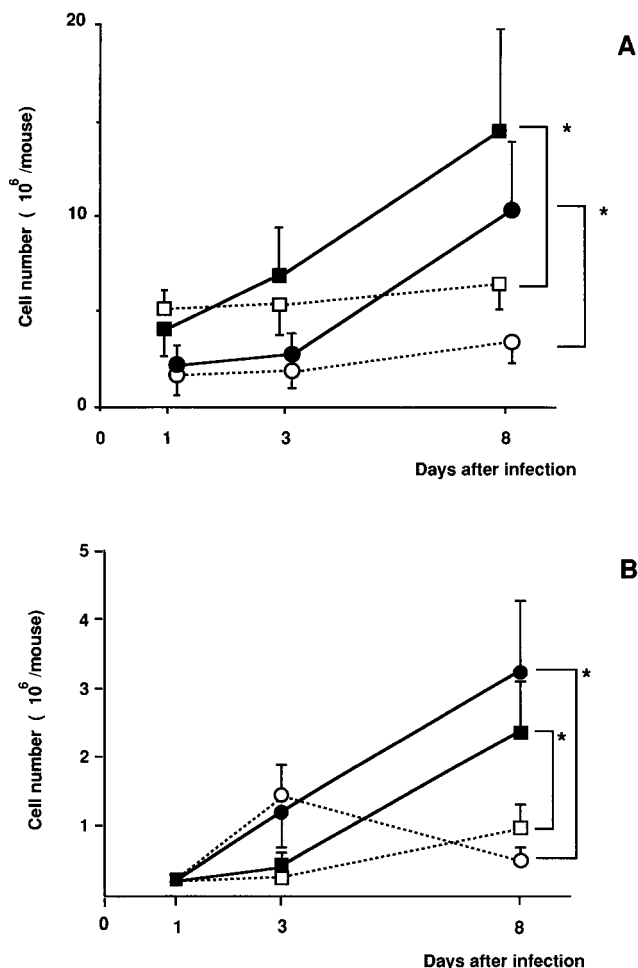 20
A
*
10
*
Cell number ( 10^6 /mouse)
0
0 1 3 8
Days after infection
5
B
4
3
*
*
2
1
Cell number ( 10^6 /mouse)
0 1 3 8
Days after infection